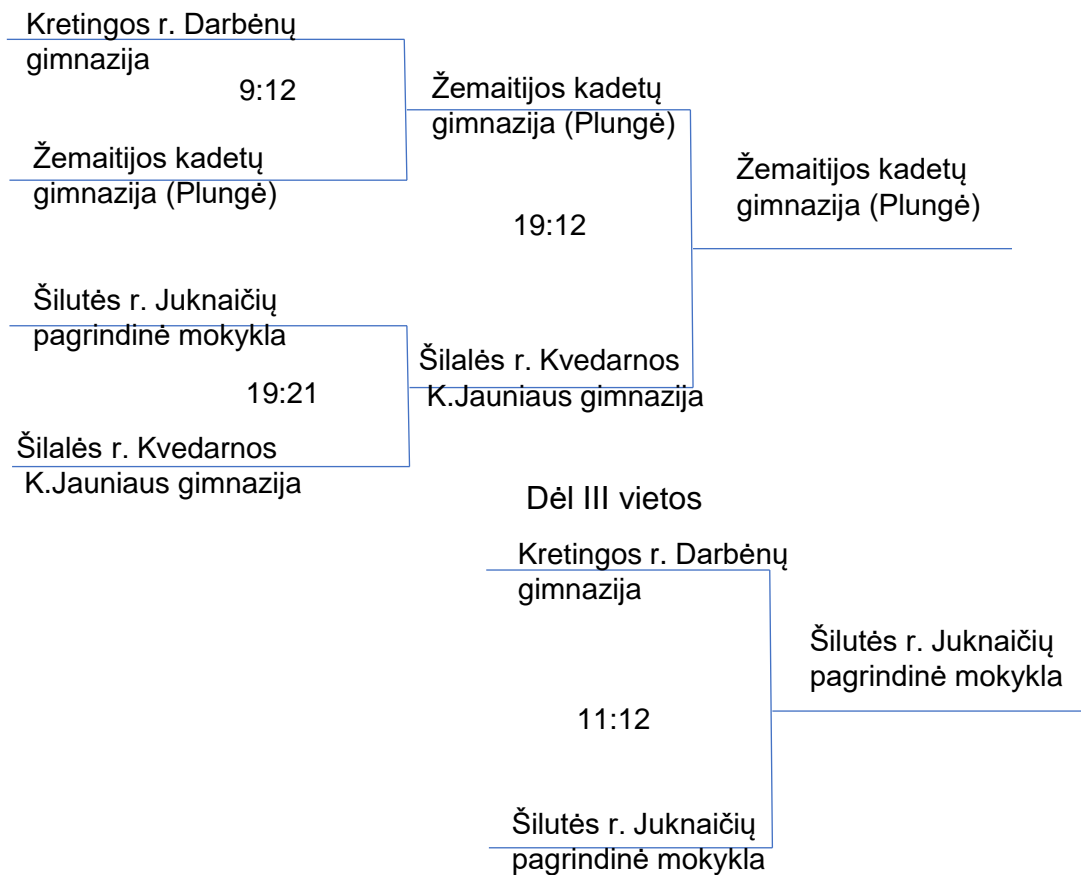 Kretingos r. Darbėnų
gimnazija
9:12
Žemaitijos kadetų
gimnazija (Plungė)
Žemaitijos kadetų
gimnazija (Plungė)
Žemaitijos kadetų
gimnazija (Plungė)
19:12
Šilutės r. Juknaičių
pagrindinė mokykla
19:21
Šilalės r. Kvedarnos
K.Jauniaus gimnazija
Šilalės r. Kvedarnos
K.Jauniaus gimnazija
Dėl III vietos
Kretingos r. Darbėnų
gimnazija
11:12
Šilutės r. Juknaičių
pagrindinė mokykla
Šilutės r. Juknaičių
pagrindinė mokykla